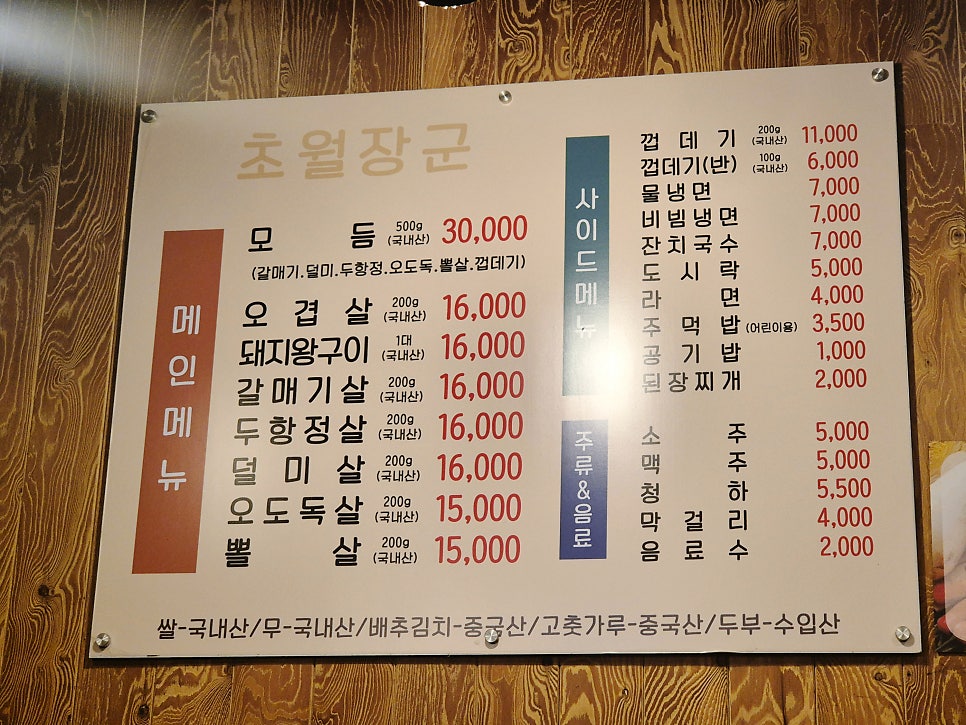 초월장군
메인메뉴
모 듬 500g (국내산) 30,000
(갈매기.덜미.두항정.오도독.뽈살.껍데기)
오 겹 살 200g (국내산) 16,000
돼지왕구이 1대 (국내산) 16,000
갈매기살 200g (국내산) 16,000
두항정살 200g (국내산) 16,000
덜 미 살 200g (국내산) 16,000
오도독살 200g (국내산) 15,000
뽈 살 200g (국내산) 15,000
사이드메뉴
껍 데 기 200g (국내산) 11,000
껍데기(반) 100g (국내산) 6,000
물냉면 7,000
비빔냉면 7,000
잔치국수 7,000
도 시 락 5,000
라 면 4,000
주 먹 밥 (어린이용) 3,500
공 기 밥 1,000
된장찌개 2,000
주류&음료
소 주 5,000
맥 주 5,000
청 하 5,500
막 걸 리 4,000
음 료 수 2,000
쌀-국내산/무-국내산/배추김치-중국산/고춧가루-중국산/두부-수입산